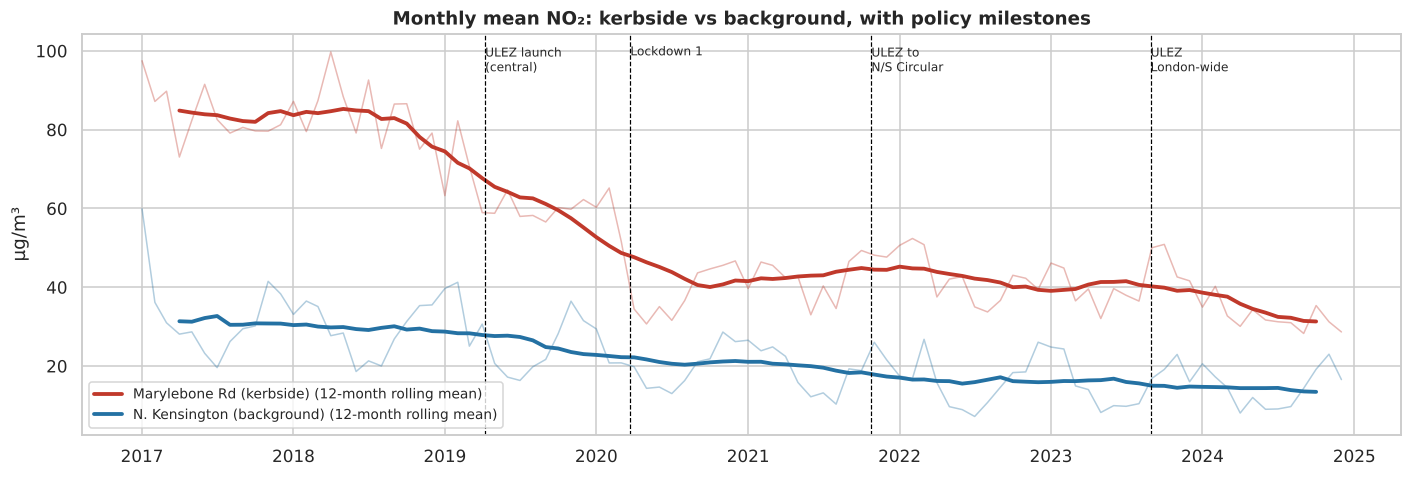 Monthly mean NO₂: kerbside vs background, with policy milestones
µg/m³
100
80
60
40
20
ULEZ launch
(central)
Lockdown 1
ULEZ to
N/S Circular
ULEZ
London-wide
Marylebone Rd (kerbside) (12-month rolling mean)
N. Kensington (background) (12-month rolling mean)
2017
2018
2019
2020
2021
2022
2023
2024
2025